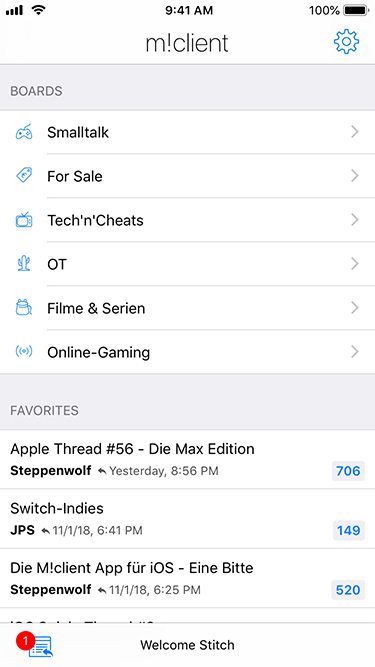 9:41 AM
100%
m!client
BOARDS
Smalltalk
For Sale
Tech'n'Cheats
OT
Filme & Serien
Online-Gaming
FAVORITES
Apple Thread #56 - Die Max Edition
Steppenwolf Yesterday, 8:56 PM
706
Switch-Indies
JPS 11/1/18, 6:41 PM
149
Die M!client App für iOS - Eine Bitte
Steppenwolf 11/1/18, 6:25 PM
520
1
Welcome Stitch